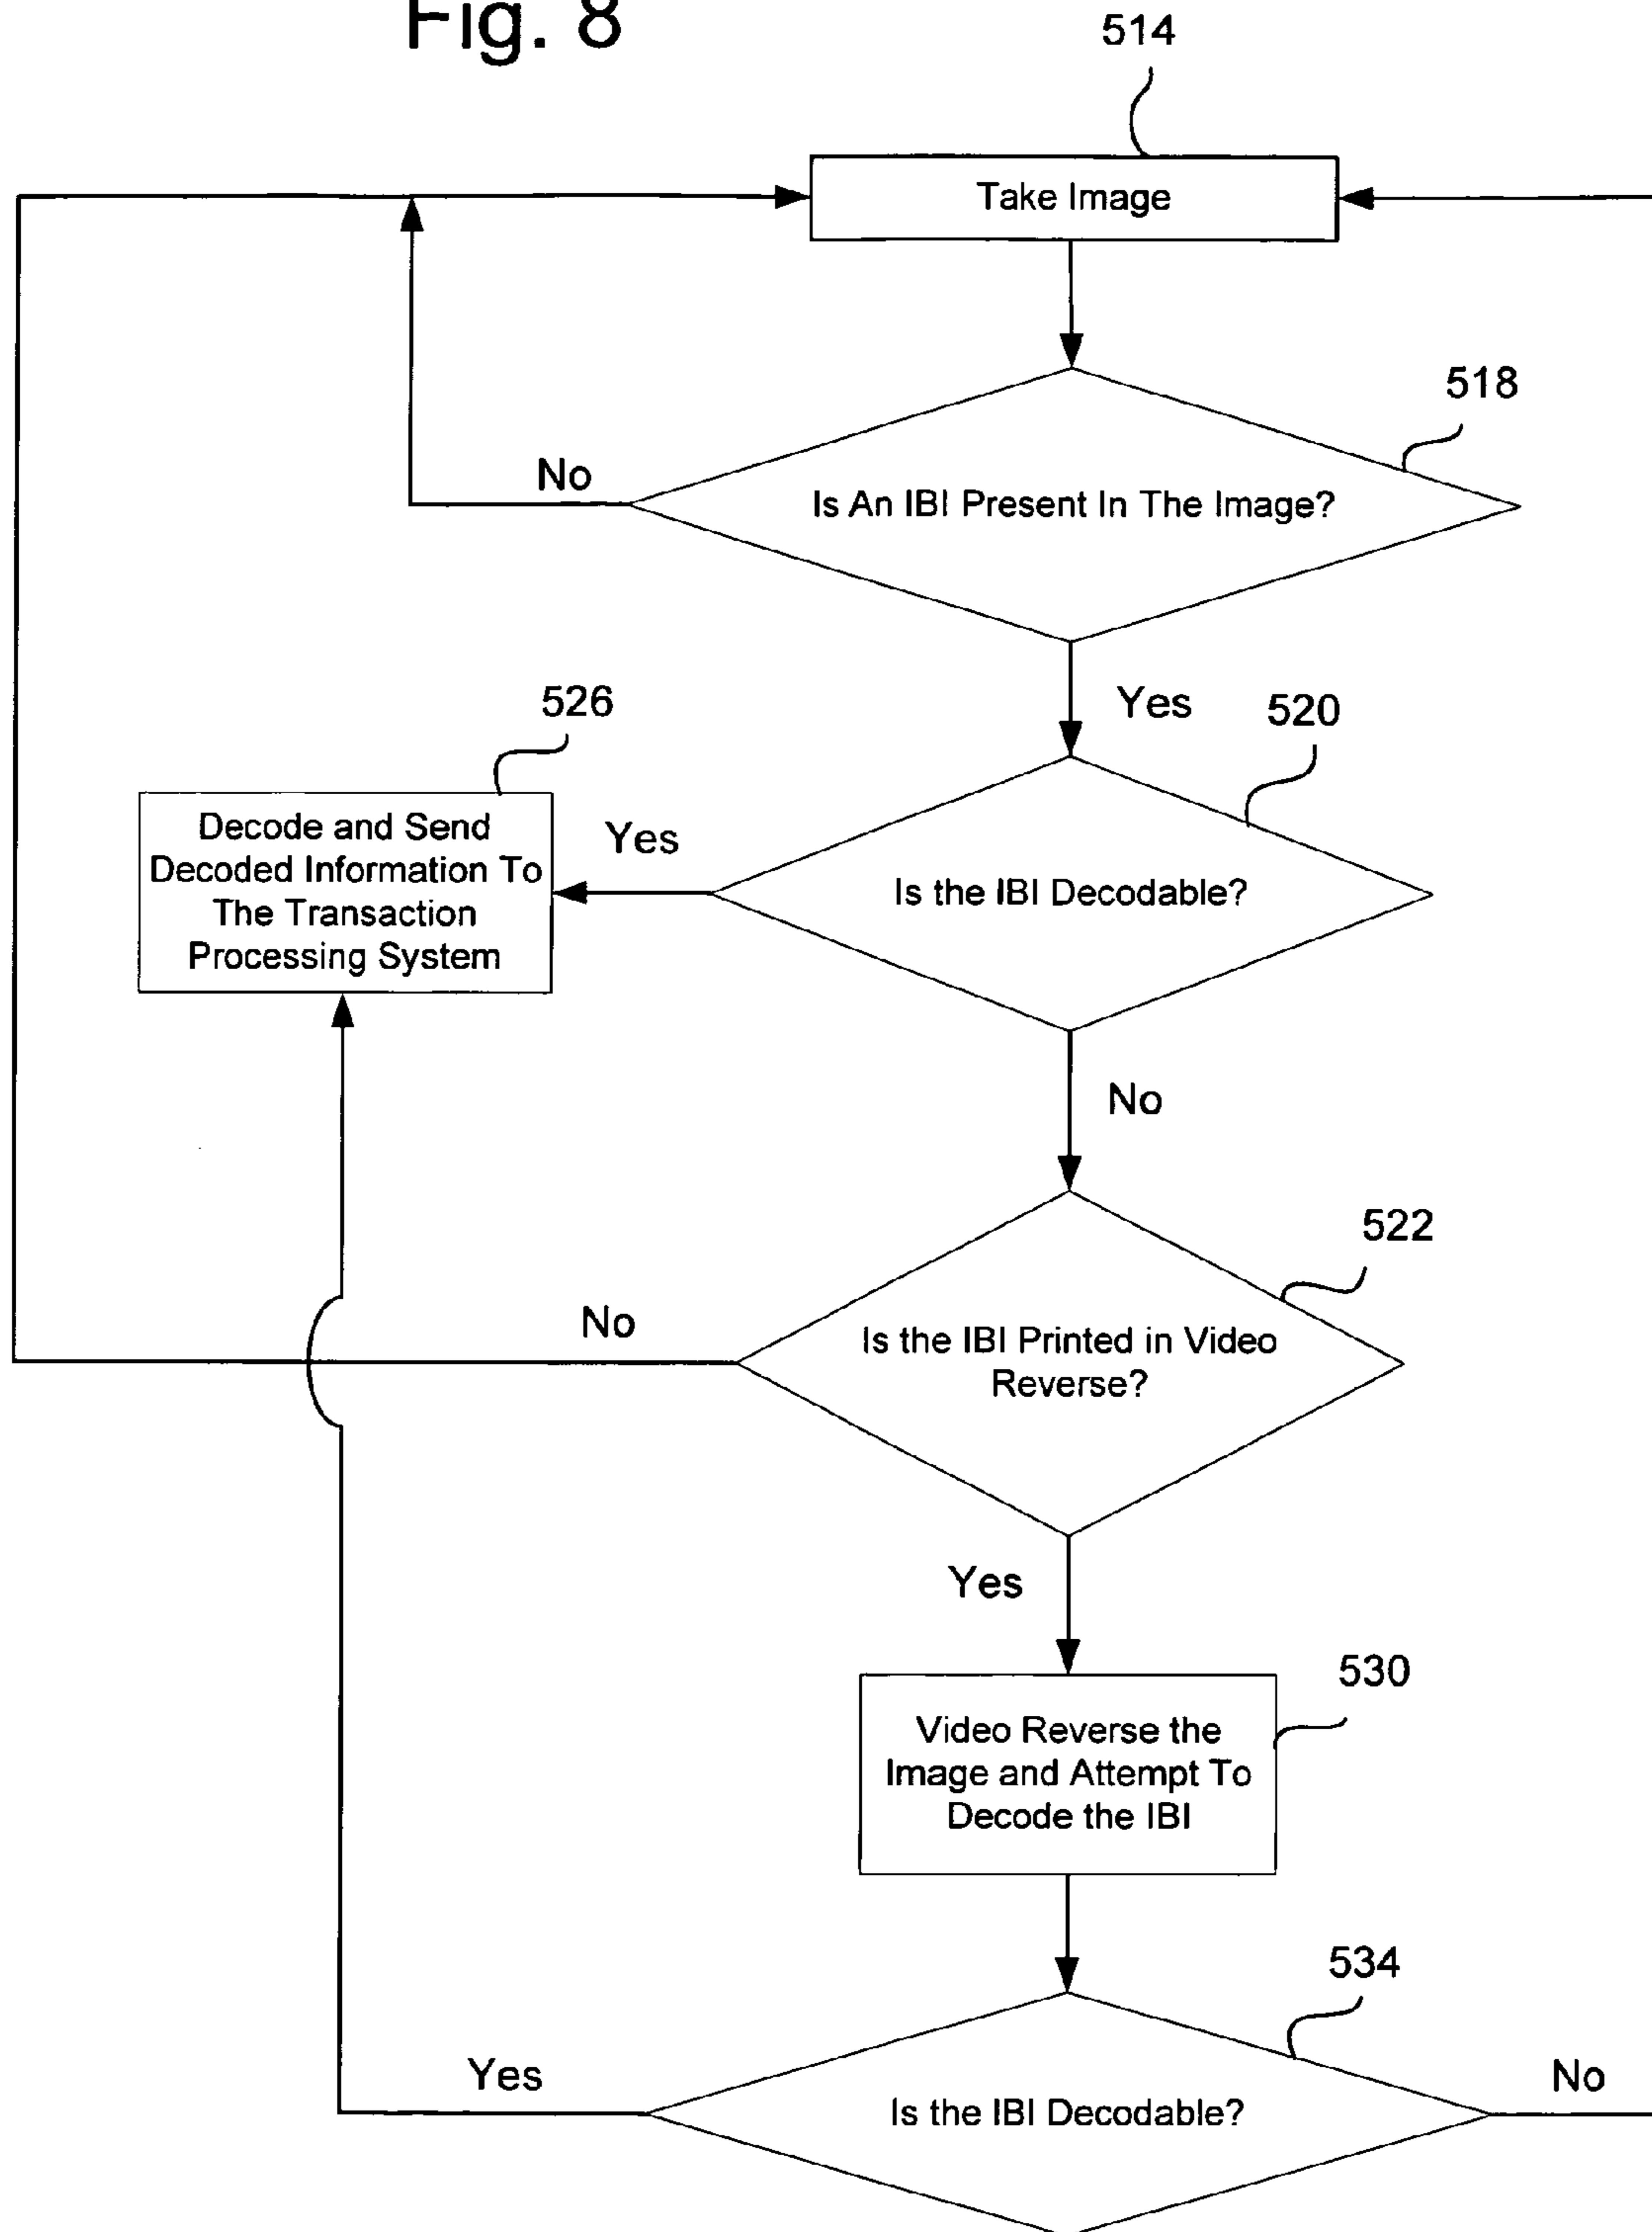 Fig. 8
514
Take Image
518
No
Is An IBI Present In The Image?
Yes
520
526
Decode and Send
Decoded Information To
The Transaction
Processing System
Yes
Is the IBI Decodable?
No
522
No
Is the IBI Printed in Video
Reverse?
Yes
530
Video Reverse the
Image and Attempt To
Decode the IBI
534
Yes
Is the IBI Decodable?
No